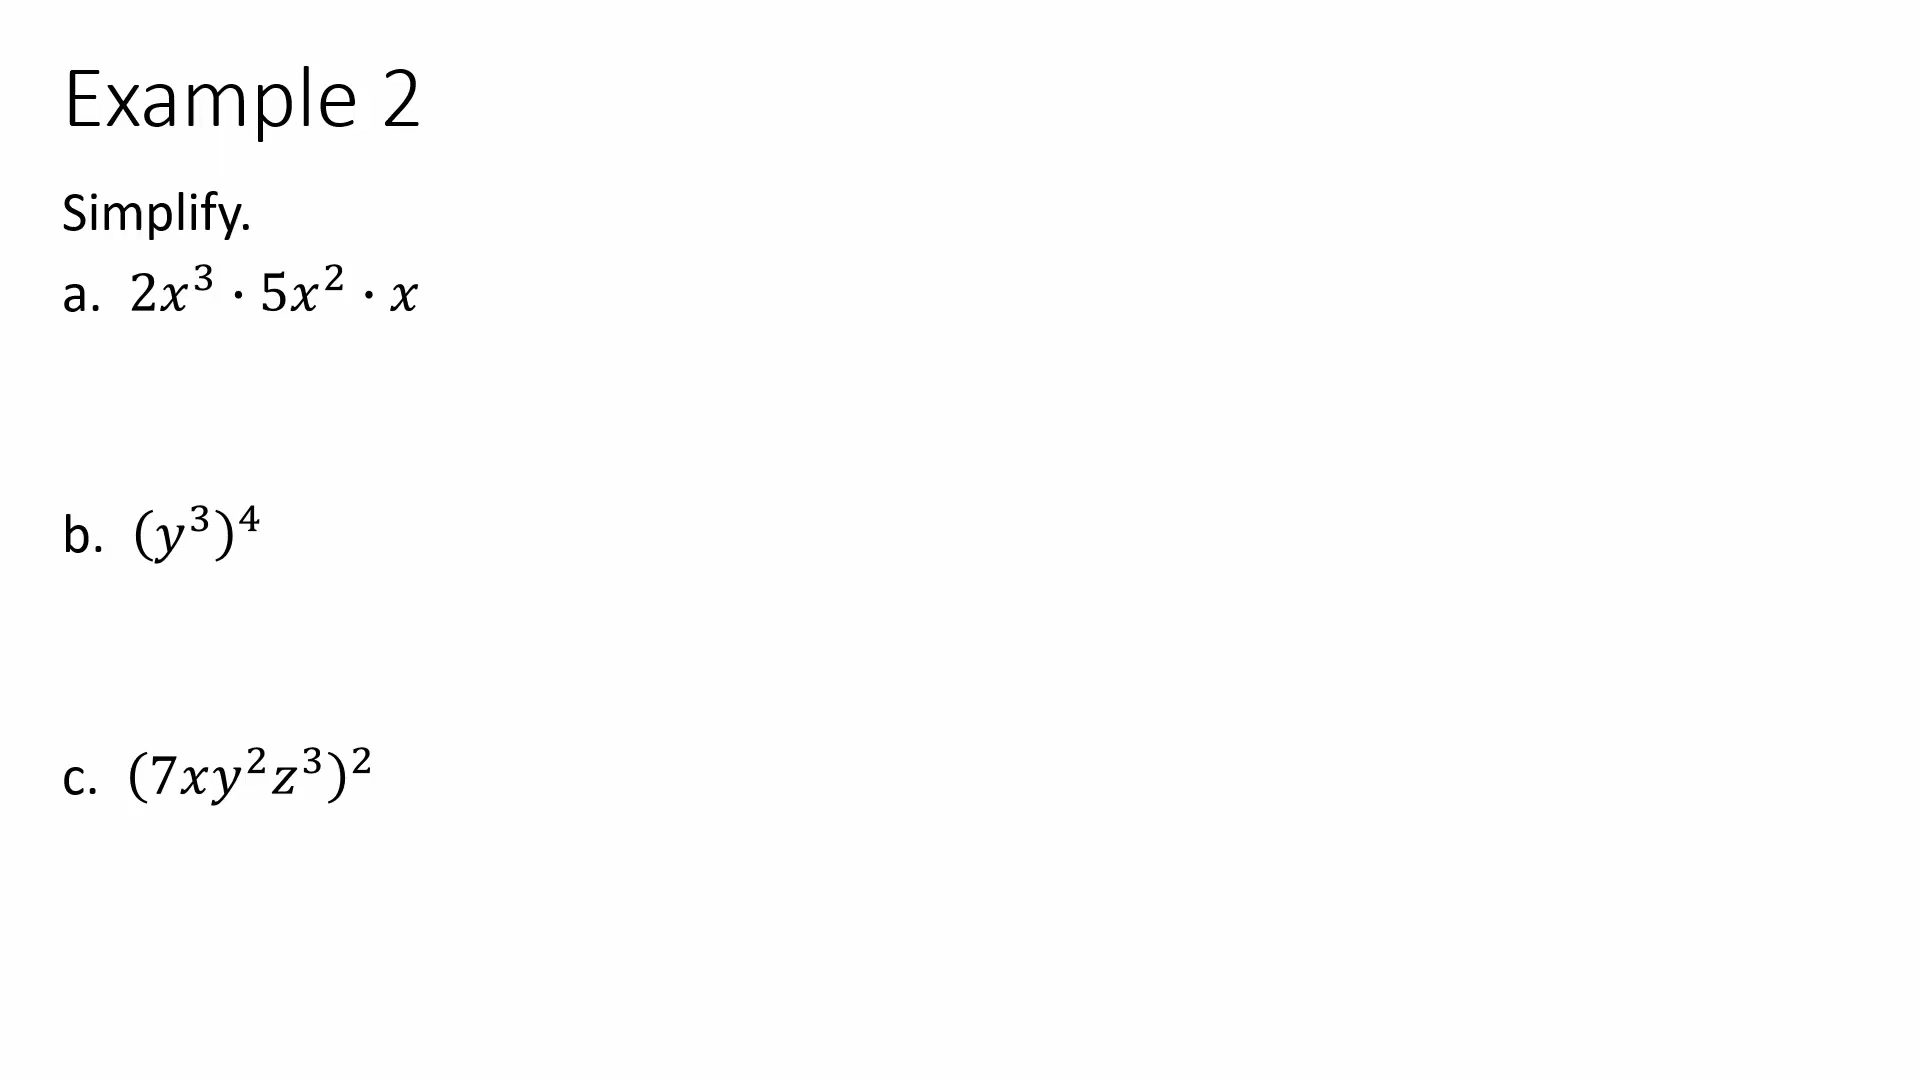 Example 2
Simplify.
a. 2x³ · 5x² · x
b. (y³)⁴
c. (7xy²z³)²